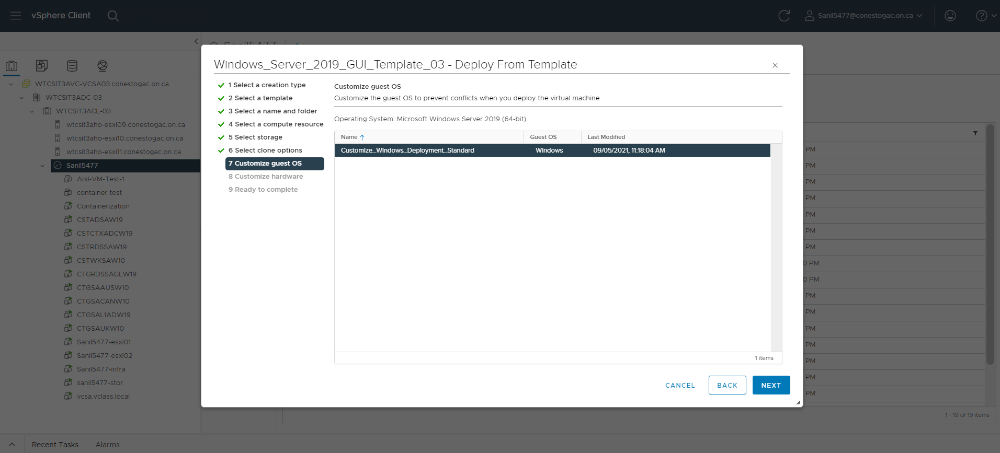 vSphere Client
Sanil5477@conestogac.on.ca
Sanil5477
WTCSIT3AVC-VCSA03.conestogac.on.ca
WTCSIT3ADC-03
WTCSIT3ACL-03
wtcsit3aho-esxi09.conestogac.on.ca
wtcsit3aho-esxi10.conestogac.on.ca
wtcsit3aho-esxi11.conestogac.on.ca
Sanil5477
Anil-VM-Test-1
container test
Containerization
CSTADSAW19
CSTCTXADCW19
CSTRDSSAW19
CSTWKSAW10
CTGRDSSAGLW19
CTGSAAUSW10
CTGSACANW10
CTGSAL1ADW19
CTGSAUKW10
Sanil5477-esxi01
Sanil5477-esxi02
Sanil5477-infra
sanil5477-stor
vcsa.vclass.local
Windows_Server_2019_GUI_Template_03 - Deploy From Template
1 Select a creation type
2 Select a template
3 Select a name and folder
4 Select a compute resource
5 Select storage
6 Select clone options
7 Customize guest OS
8 Customize hardware
9 Ready to complete
Customize guest OS
Customize the guest OS to prevent conflicts when you deploy the virtual machine
Operating System: Microsoft Windows Server 2019 (64-bit)
Name Guest OS Last Modified
Customize_Windows_Deployment_Standard Windows 09/05/2021, 11:18:04 AM
1 items
CANCEL BACK NEXT
PM
PM
PM
PM
PM
PM
PM
0 PM
0 PM
PM
PM
PM
PM
PM
PM
PM
1 - 19 of 19 items
Recent Tasks Alarms